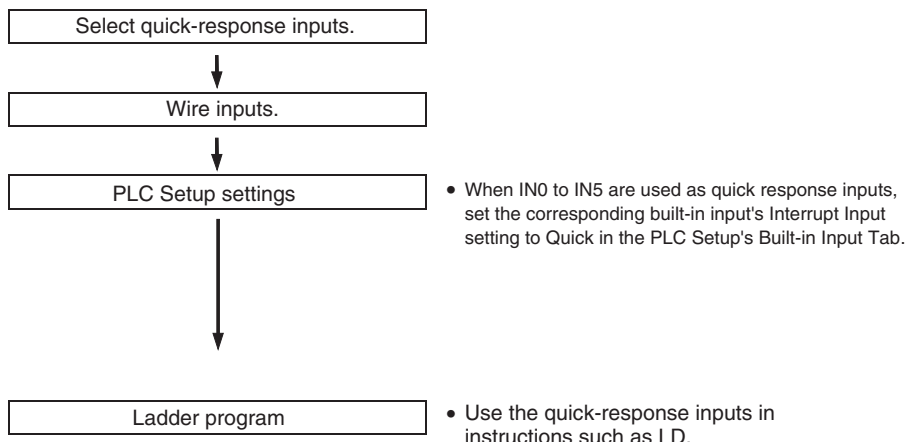 Select quick-response inputs.
Wire inputs.
PLC Setup settings
• When IN0 to IN5 are used as quick response inputs,
set the corresponding built-in input's Interrupt Input
setting to Quick in the PLC Setup's Built-in Input Tab.
Ladder program
• Use the quick-response inputs in
instructions such as LD.